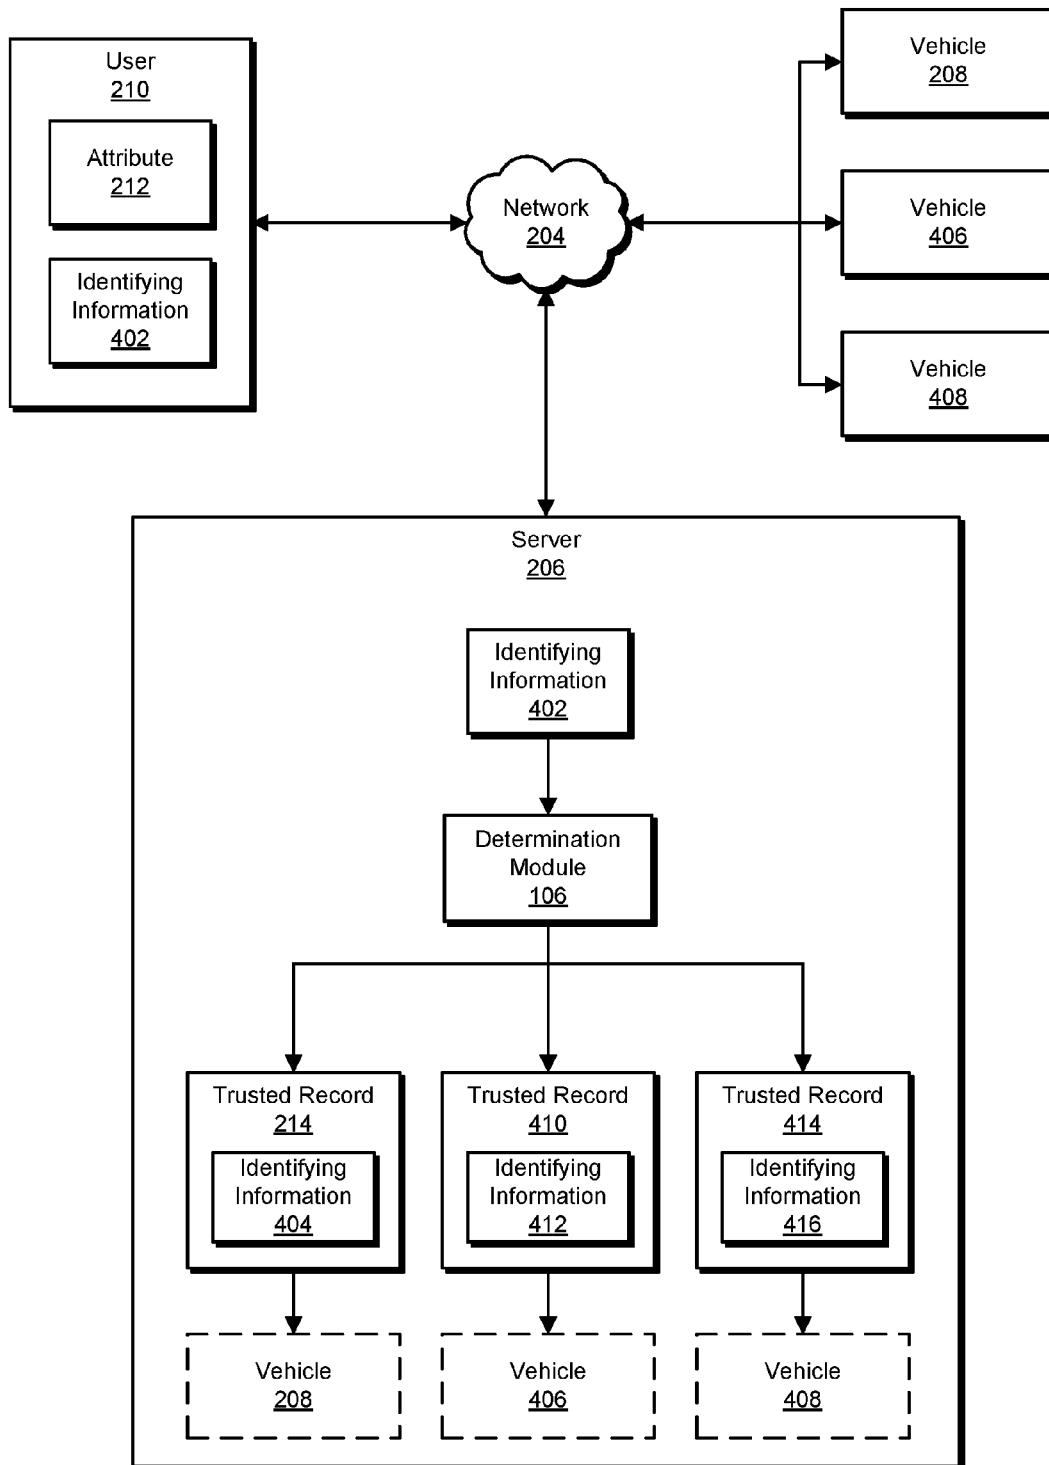 User
210
Attribute
212
Identifying
Information
402
Network
204
Vehicle
208
Vehicle
406
Vehicle
408
Server
206
Identifying
Information
402
Determination
Module
106
Trusted Record
214
Identifying
Information
404
Trusted Record
410
Identifying
Information
412
Trusted Record
414
Identifying
Information
416
Vehicle
208
Vehicle
406
Vehicle
408